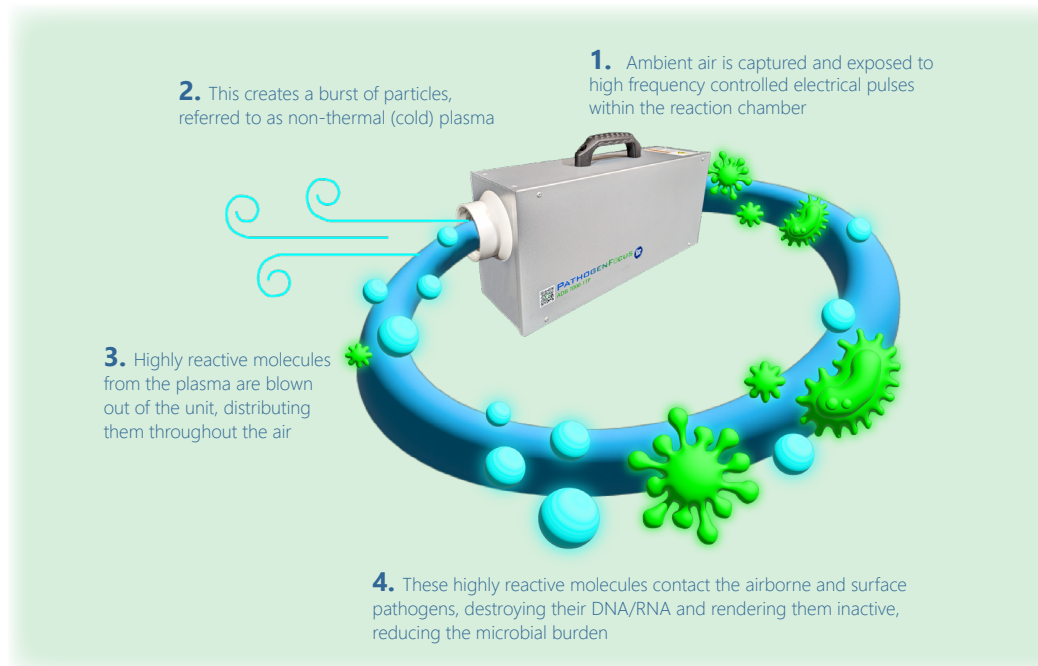 1. Ambient air is captured and exposed to
high frequency controlled electrical pulses
within the reaction chamber
2. This creates a burst of particles,
referred to as non-thermal (cold) plasma
PATHOGENFOCUS
3. Highly reactive molecules
from the plasma are blown
out of the unit, distributing
them throughout the air
4. These highly reactive molecules contact the airborne and surface
pathogens, destroying their DNA/RNA and rendering them inactive,
reducing the microbial burden